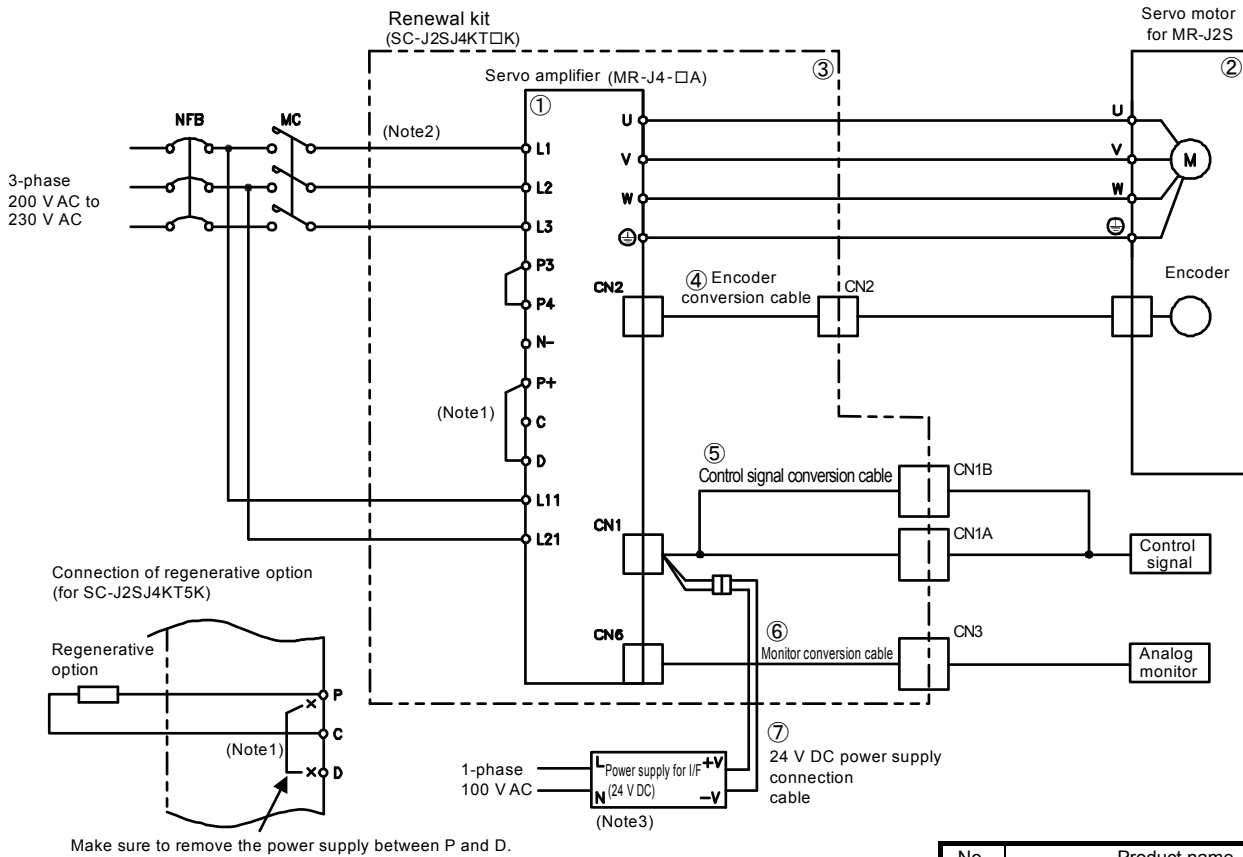 Renewal kit
(SC-J2SJ4KT□K)
Servo motor
for MR-J2S
③
②
Servo amplifier (MR-J4-□A)
①
NFB
MC
(Note2)
3-phase
200 V AC to
230 V AC
L1
L2
L3
P3
P4
N-
P+
(Note1)
C
D
L11
L21
U
V
W
U
V
W
M
CN2
④ Encoder
conversion cable
CN2
Encoder
⑤
Control signal conversion cable
CN1B
CN1
CN1A
Control
signal
CN6
⑥
Monitor conversion cable
CN3
Analog
monitor
Connection of regenerative option
(for SC-J2SJ4KT5K)
Regenerative
option
P
C
(Note1)
D
Make sure to remove the power supply between P and D.
1-phase
100 V AC
L
N
Power supply for I/F
(24 V DC)
+V
-V
(Note3)
⑦
24 V DC power supply
connection
cable
No.
Product name